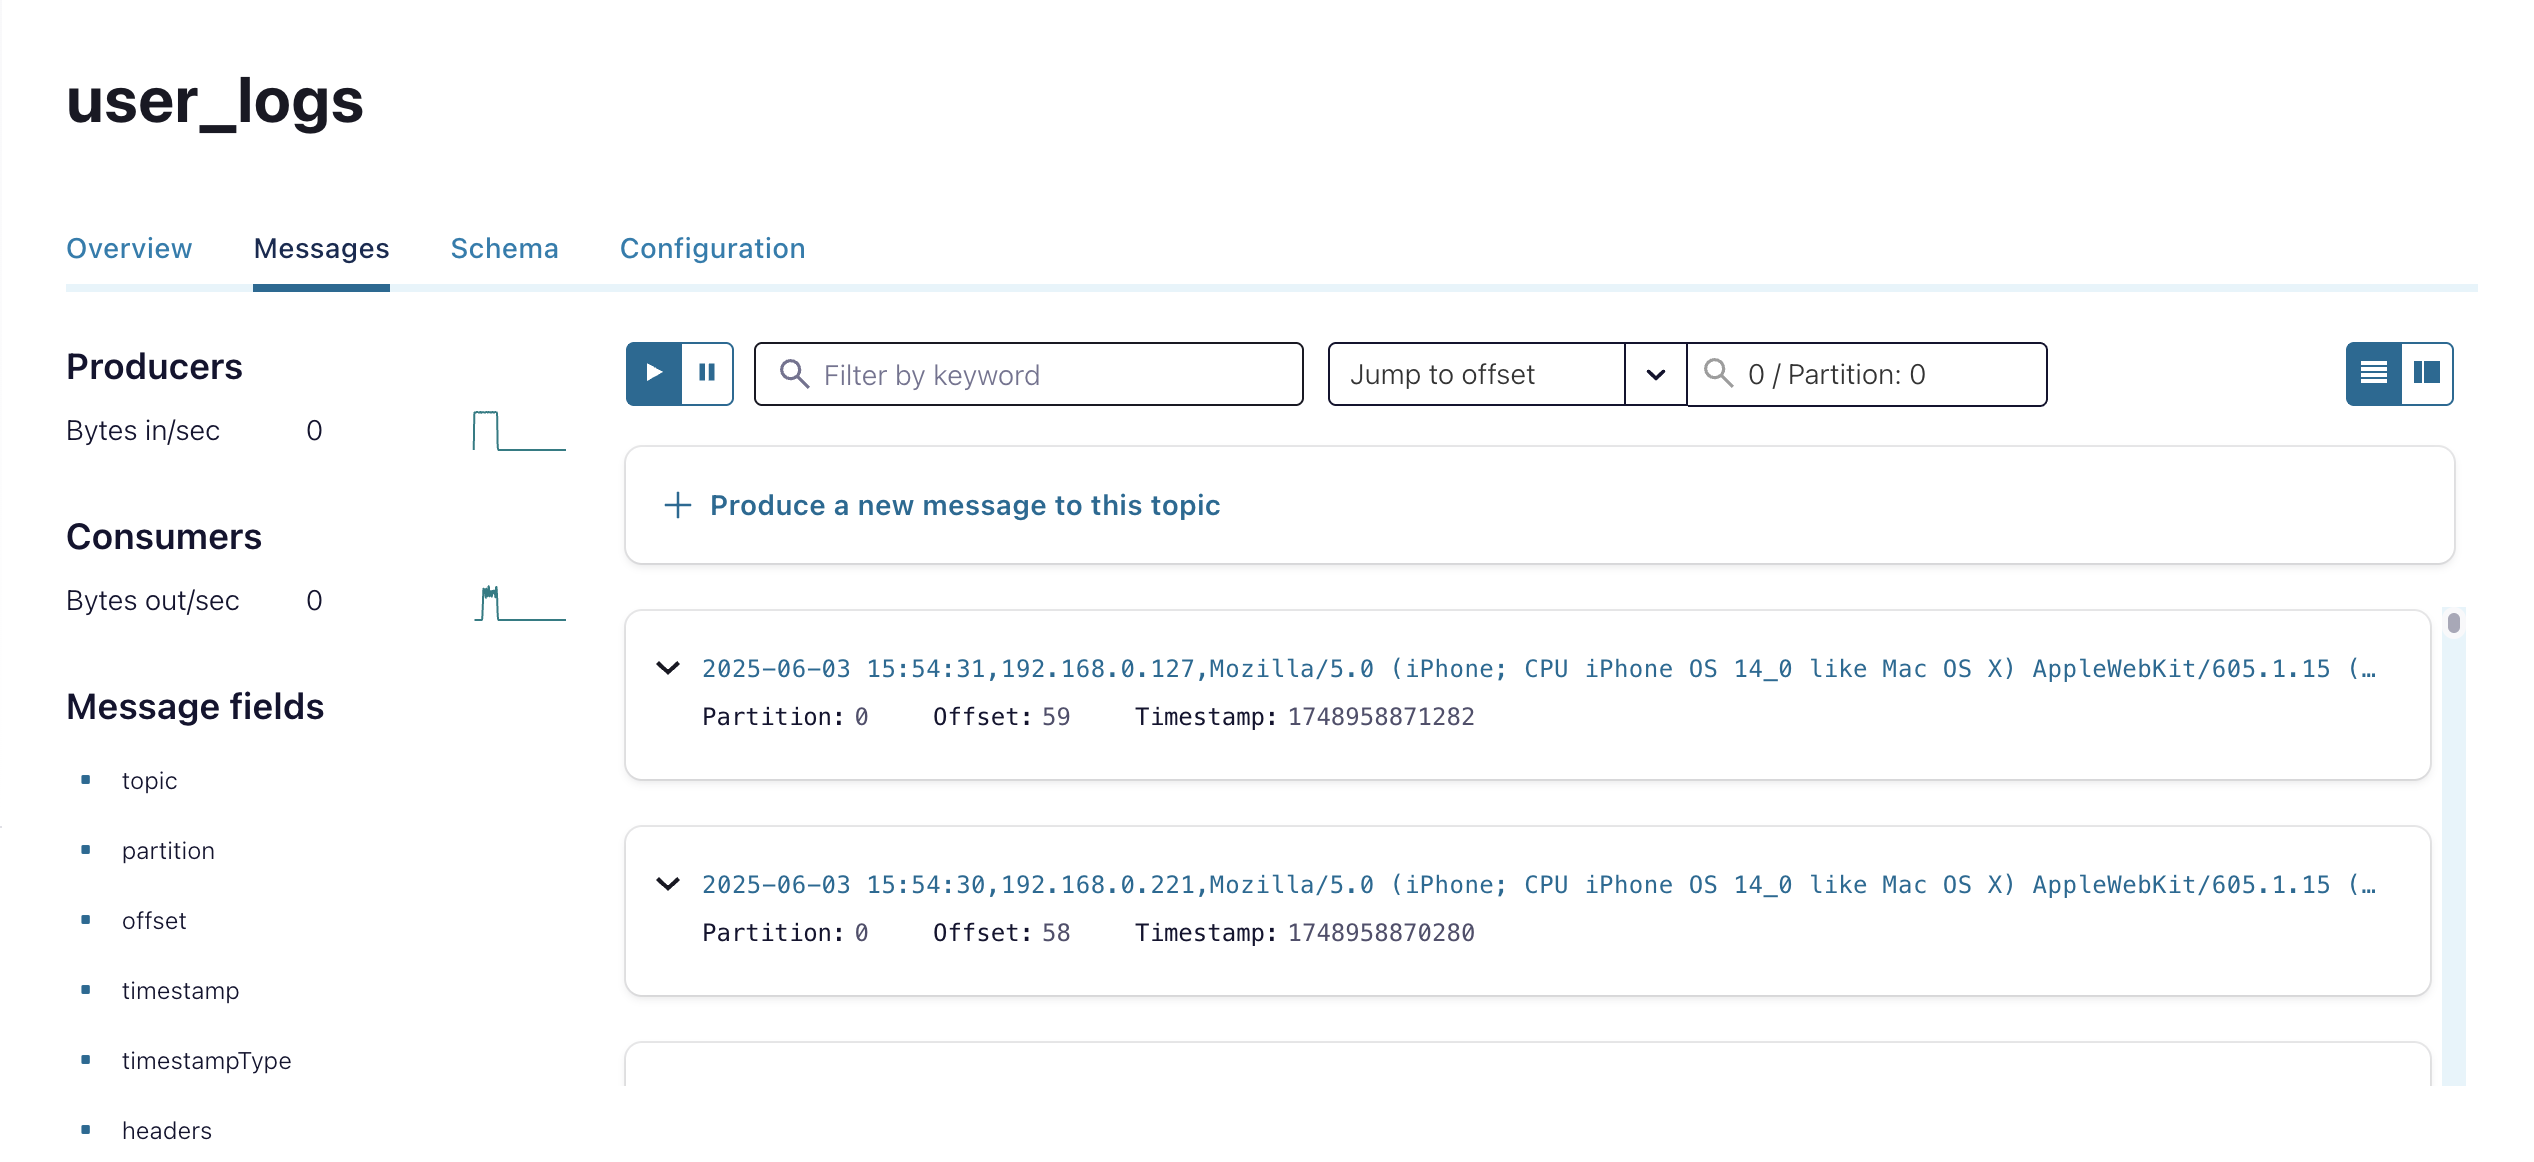 user_logs
Overview Messages Schema Configuration
Producers
Bytes in/sec 0
Consumers
Bytes out/sec 0
Message fields
topic
partition
offset
timestamp
timestampType
headers
Filter by keyword
Jump to offset
0 / Partition: 0
Produce a new message to this topic
2025-06-03 15:54:31,192.168.0.127,Mozilla/5.0 (iPhone; CPU iPhone OS 14_0 like Mac OS X) AppleWebKit/605.1.15 (…
Partition: 0 Offset: 59 Timestamp: 1748958871282
2025-06-03 15:54:30,192.168.0.221,Mozilla/5.0 (iPhone; CPU iPhone OS 14_0 like Mac OS X) AppleWebKit/605.1.15 (…
Partition: 0 Offset: 58 Timestamp: 1748958870280